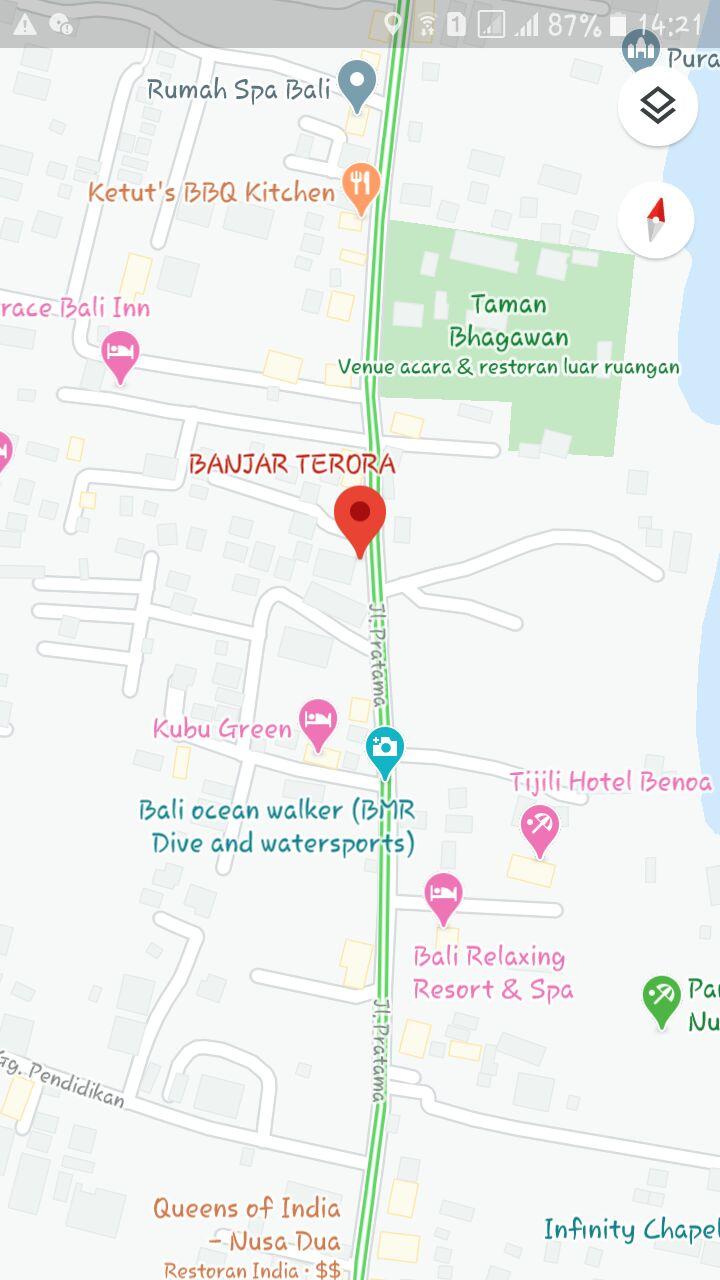 1 87% 14:21
Pura
Rumah Spa Bali
Ketut's BBQ Kitchen
race Bali Inn
Taman
Bhagawan
Venue acara & restoran luar ruangan
BANJAR TERORA
Jl. Pratama
Kubu Green
Tijili Hotel Benoa
Bali ocean walker (BMR
Dive and watersports)
Bali Relaxing
Resort & Spa
Pan
Nu
Jl. Pratama
Gg. Pendidikan
Queens of India
- Nusa Dua
Restoran India · $$
Infinity Chapel